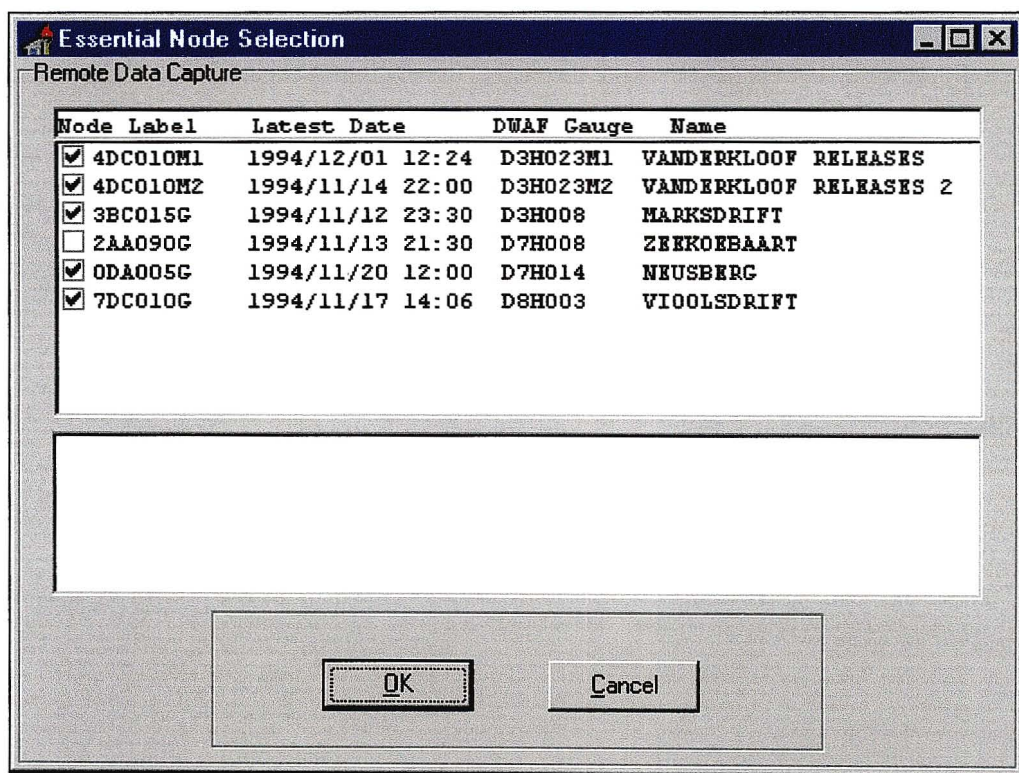 Essential Node Selection
Remote Data Capture
Node Label Latest Date DWAF Gauge Name
4DC010M1 1994/12/01 12:24 D3H023M1 VANDERKLOOF RELEASES
4DC010M2 1994/11/14 22:00 D3H023M2 VANDERKLOOF RELEASES 2
3BC015G 1994/11/12 23:30 D3H008 MARKSDRIFT
2AA090G 1994/11/13 21:30 D7H008 ZEEKOEBAART
0DA005G 1994/11/20 12:00 D7H014 NEUSBERG
7DC010G 1994/11/17 14:06 D8H003 VIOOLSDRIFT
OK Cancel